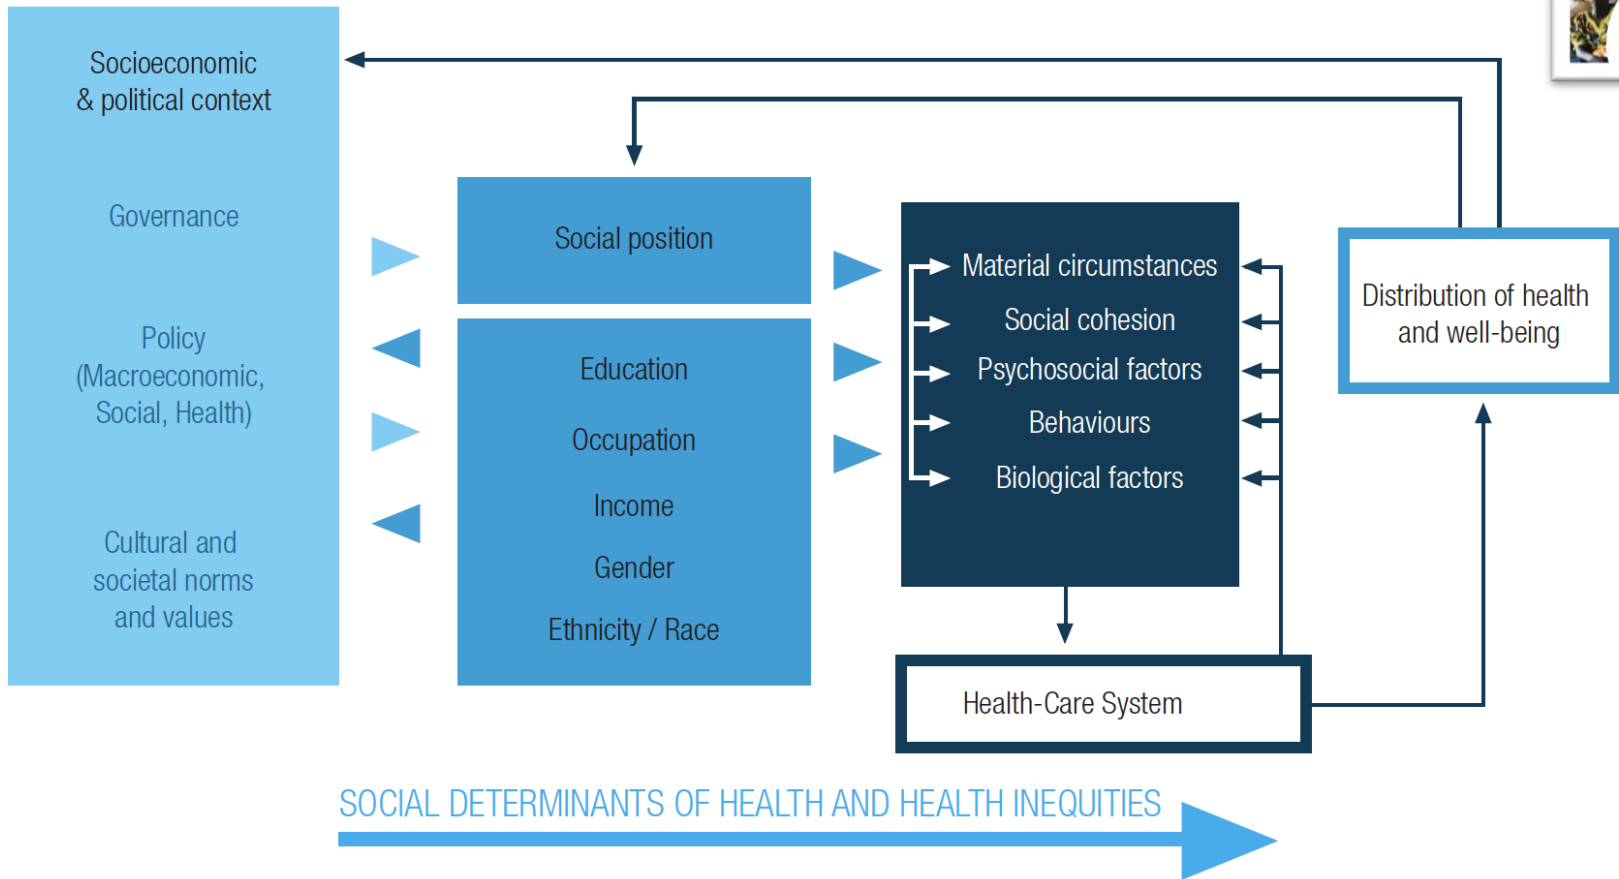 Socioeconomic
& political context
Governance
Policy
(Macroeconomic,
Social, Health)
Cultural and
societal norms
and values
Social position
Education
Occupation
Income
Gender
Ethnicity / Race
Material circumstances
Social cohesion
Psychosocial factors
Behaviours
Biological factors
Health-Care System
Distribution of health
and well-being
SOCIAL DETERMINANTS OF HEALTH AND HEALTH INEQUITIES